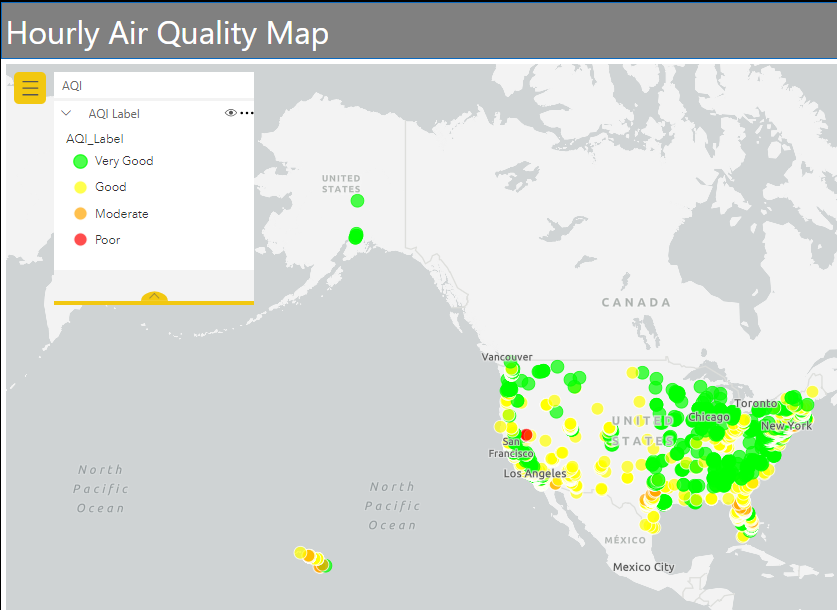 Hourly Air Quality Map
AQI
AQI Label
AQI_Label
Very Good
Good
Moderate
Poor
UNITED
STATES
CANADA
Vancouver
Toronto
Chicago
New York
UNITED
STATES
San
Francisco
Los Angeles
North
Pacific
Ocean
North
Pacific
Ocean
MÉXICO
Mexico City